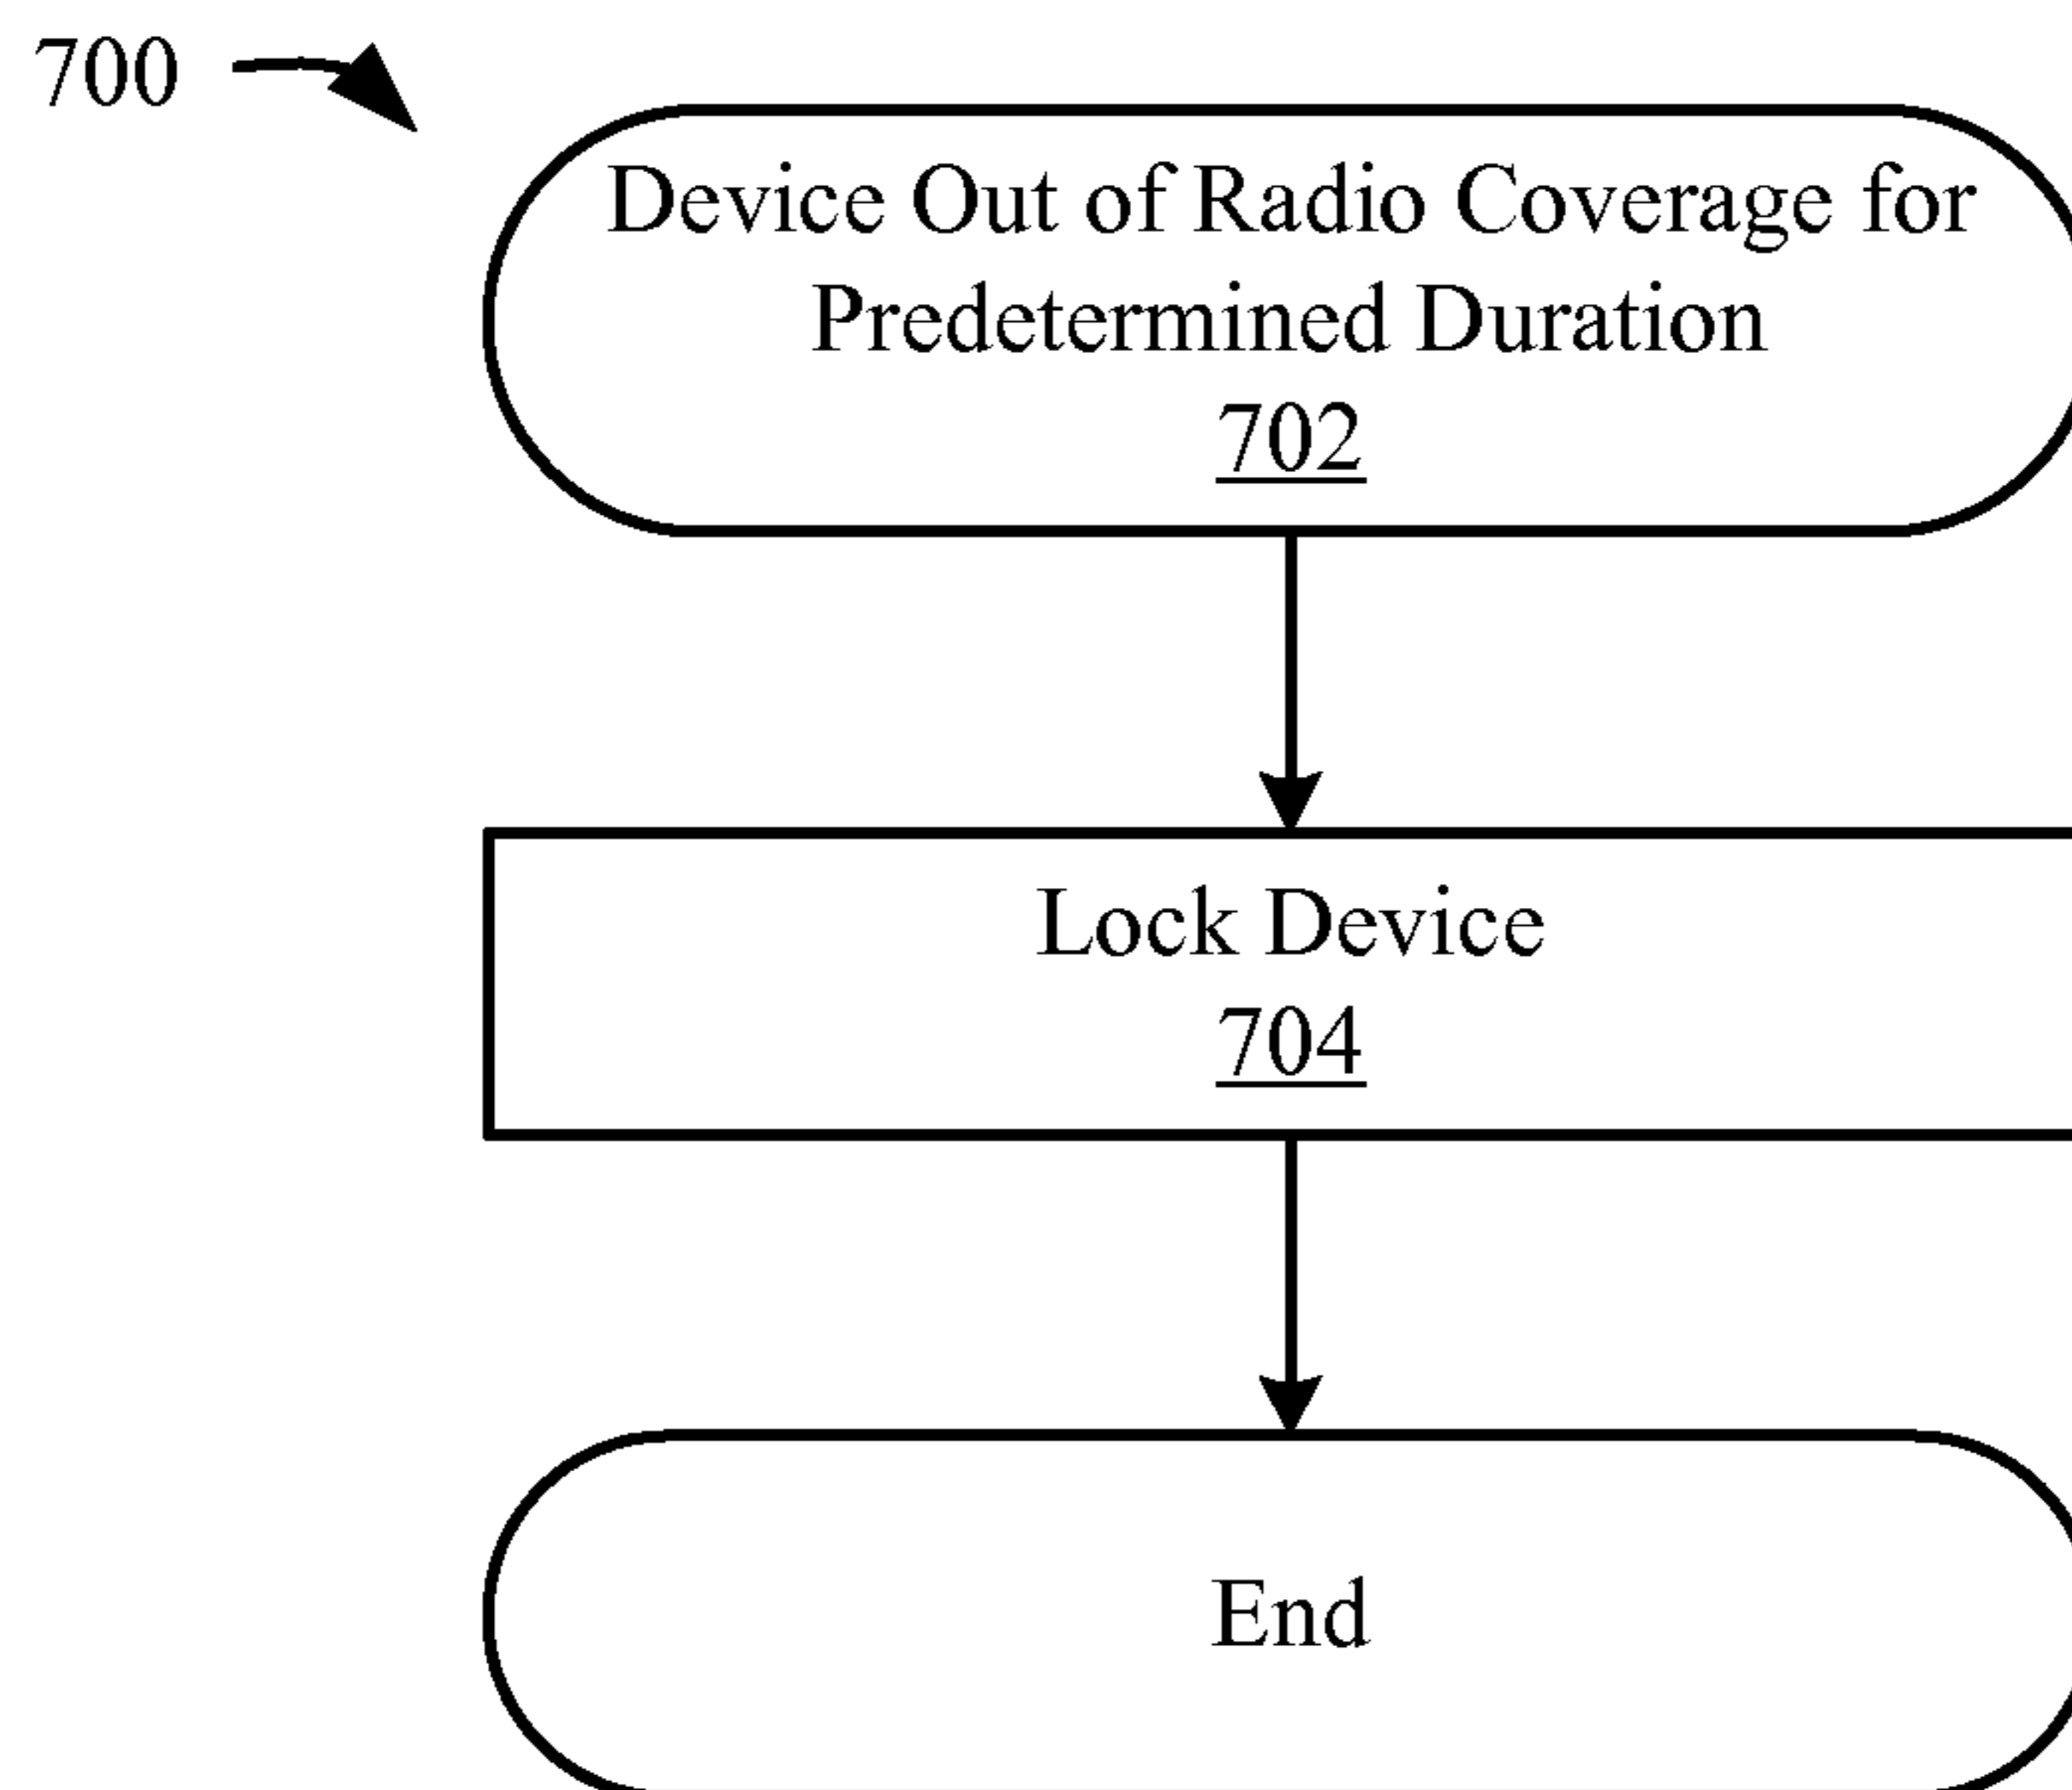 700
Device Out of Radio Coverage for
Predetermined Duration
702
Lock Device
704
End